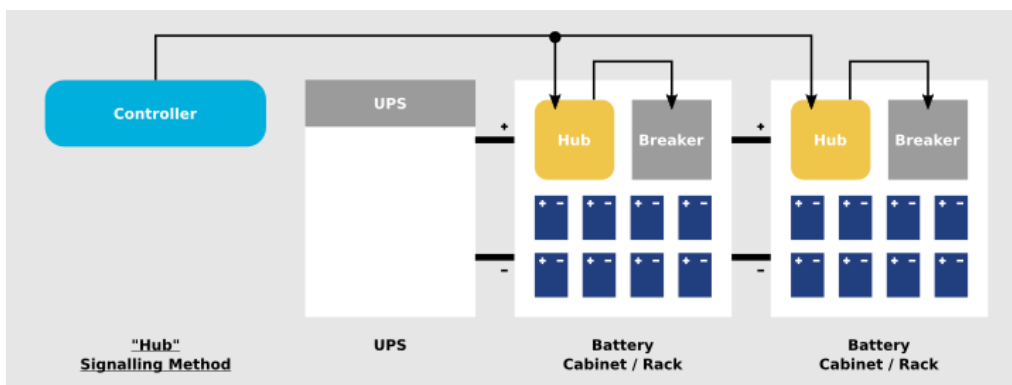 Controller
UPS
+
Hub
Breaker
+
Hub
Breaker
+ - + - + - + -
+ - + - + - + -
+ - + - + - + -
+ - + - + - + -
-
-
"Hub"
Signalling Method
UPS
Battery
Cabinet / Rack
Battery
Cabinet / Rack